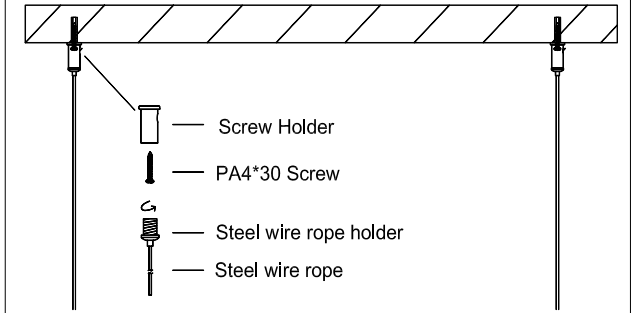 Screw Holder
PA4*30 Screw
Steel wire rope holder
Steel wire rope